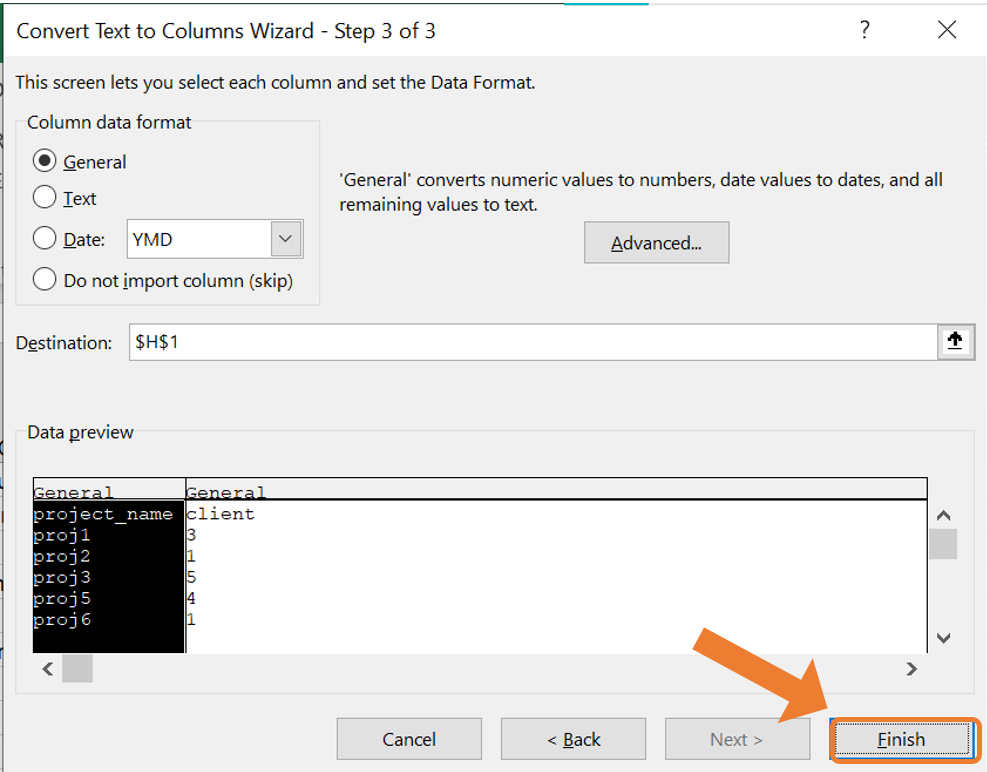 Convert Text to Columns Wizard - Step 3 of 3
?
This screen lets you select each column and set the Data Format.
Column data format
General
Text
Date:
YMD
Do not import column (skip)
'General' converts numeric values to numbers, date values to dates, and all
remaining values to text.
Advanced...
Destination:
$H$1
Data preview
General General
project_name client
proj1 3
proj2 1
proj3 5
proj5 4
proj6 1
Cancel
< Back
Next >
Finish